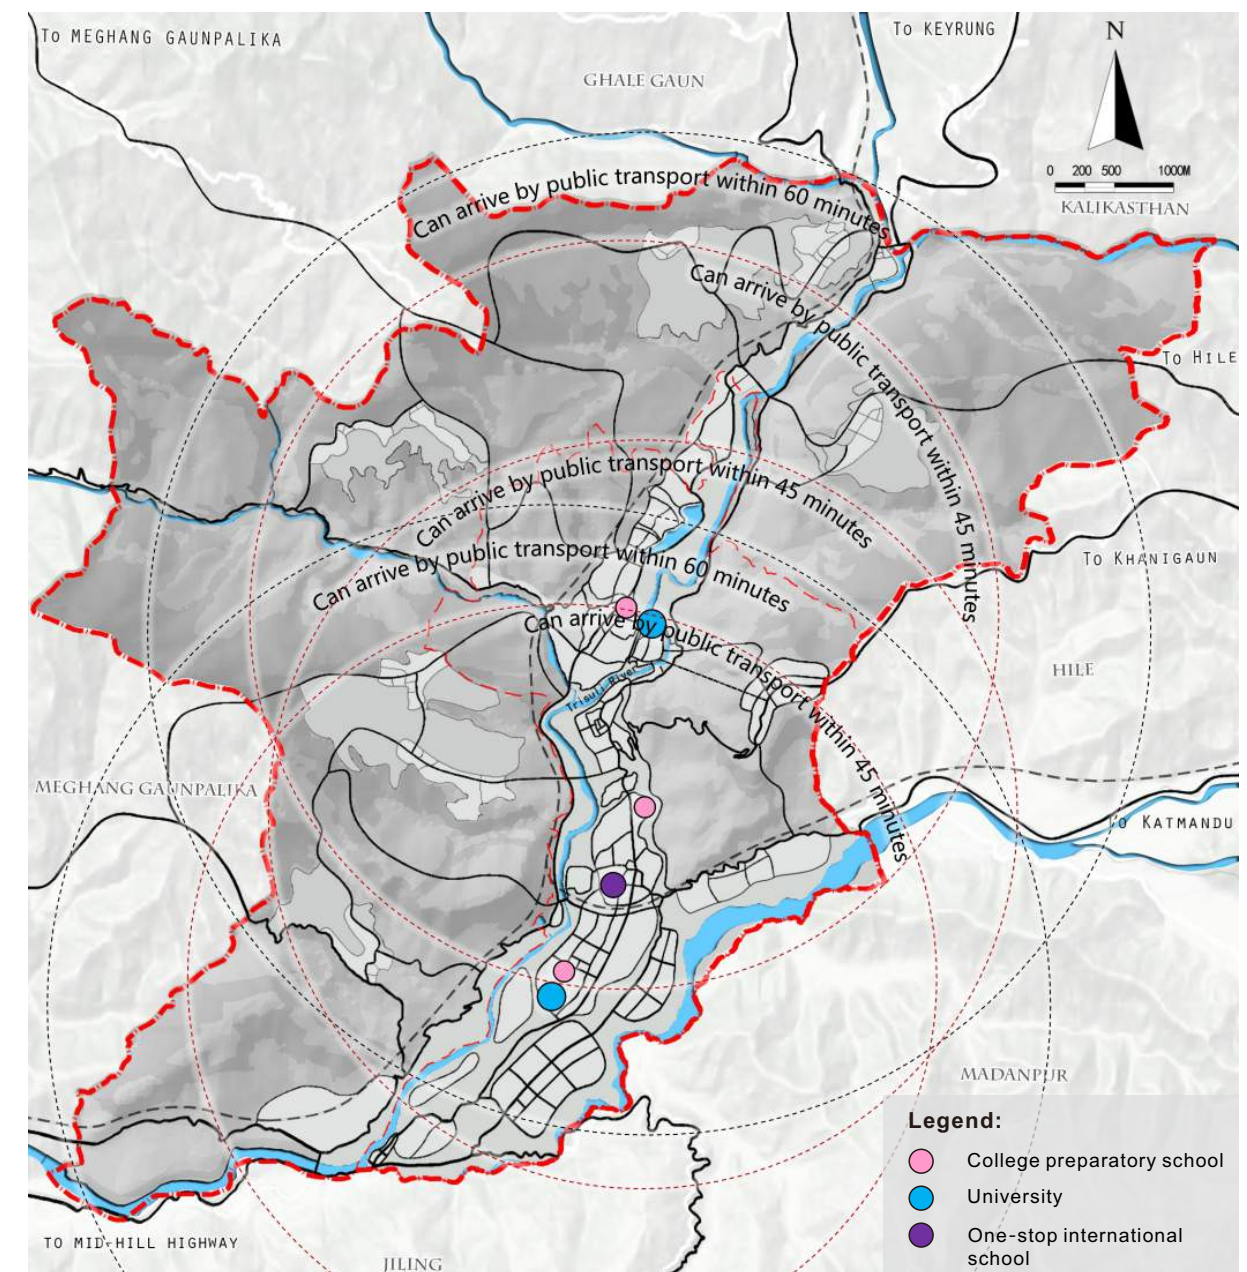 To MEGHANG GAUNPALIKA
To KEYRUNG
N
GHALE GAUN
0 200 500 1000M
KALIKASTHAN
Can arrive by public transport within 60 minutes
Can arrive by public transport within 45 minutes
To HILE
Can arrive by public transport within 45 minutes
Can arrive by public transport within 60 minutes
To KHANIGAUN
Can arrive by public transport within 45 minutes
Trisuli River
HILE
MEGHANG GAUNPALIKA
To KATMANDU
MADANPUR
Legend:
College preparatory school
University
One-stop international
school
TO MID-HILL HIGHWAY
JILING